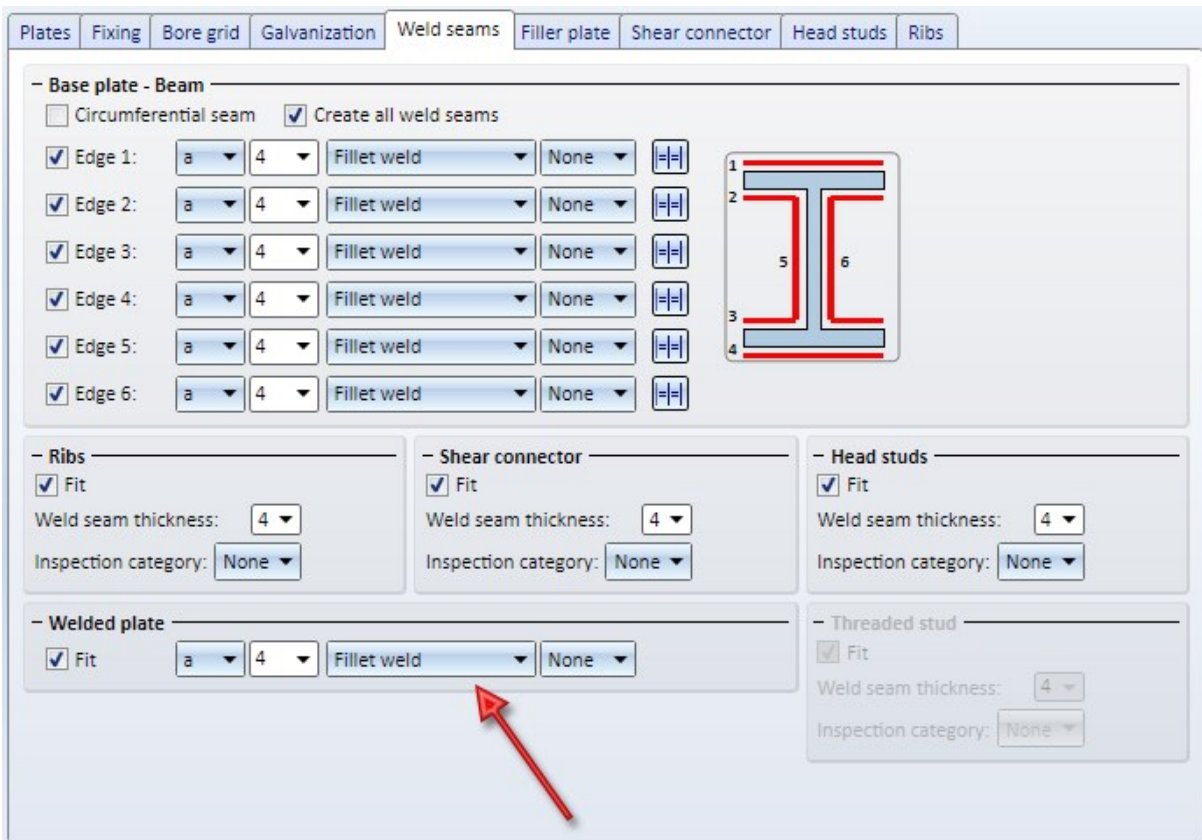 Plates Fixing Bore grid Galvanization Weld seams Filler plate Shear connector Head studs Ribs
Base plate - Beam
Circumferential seam Create all weld seams
Edge 1: a 4 Fillet weld None
Edge 2: a 4 Fillet weld None
Edge 3: a 4 Fillet weld None
Edge 4: a 4 Fillet weld None
Edge 5: a 4 Fillet weld None
Edge 6: a 4 Fillet weld None
1
2
5 6
3
4
Ribs
Fit
Weld seam thickness: 4
Inspection category: None
Shear connector
Fit
Weld seam thickness: 4
Inspection category: None
Head studs
Fit
Weld seam thickness: 4
Inspection category: None
Welded plate
Fit a 4 Fillet weld None
Threaded stud
Fit
Weld seam thickness: 4
Inspection category: None